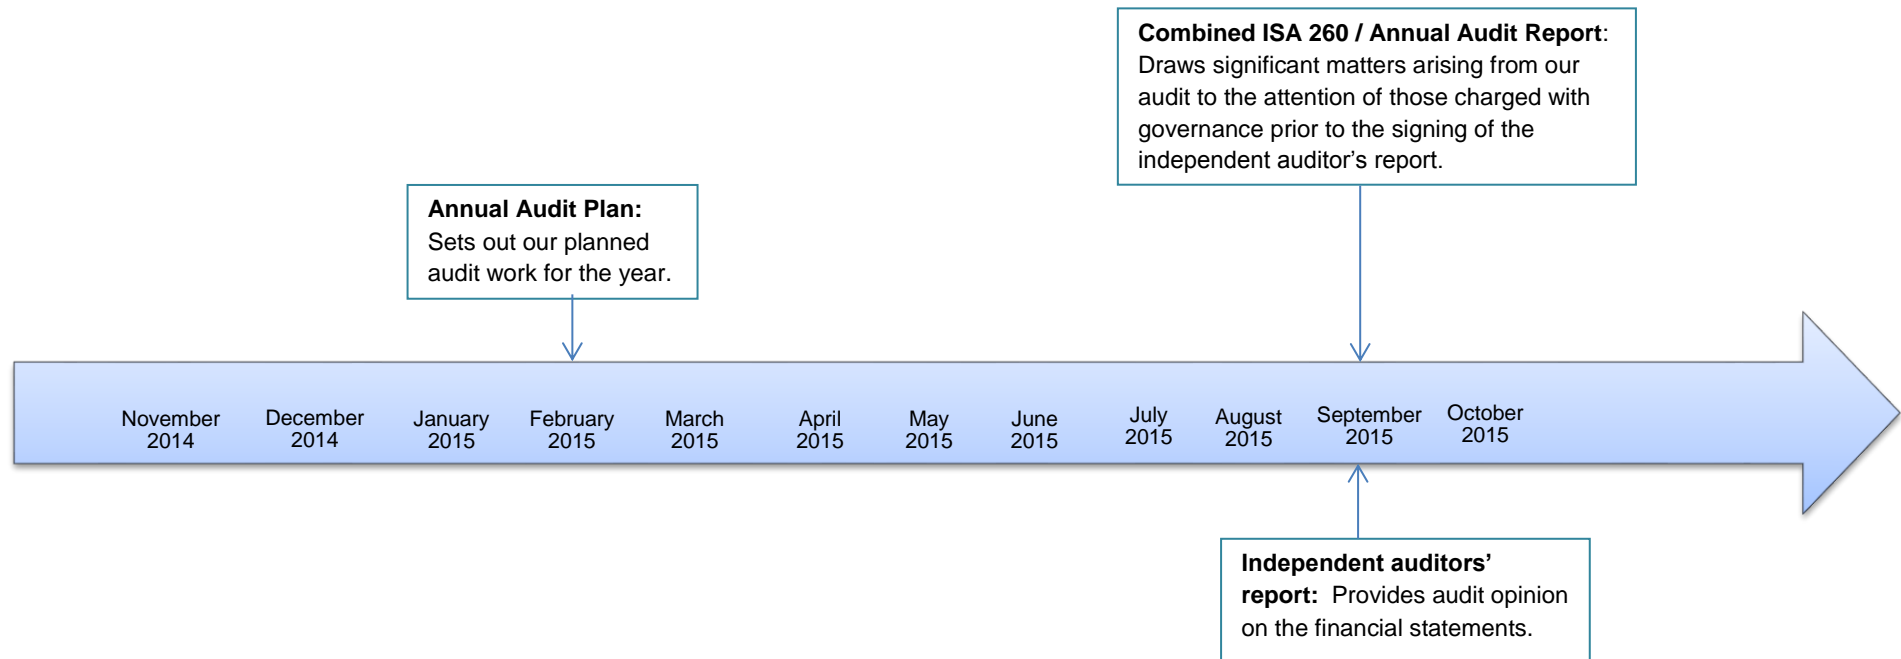 Combined ISA 260 / Annual Audit Report:
Draws significant matters arising from our
audit to the attention of those charged with
governance prior to the signing of the
independent auditor’s report.
Annual Audit Plan:
Sets out our planned
audit work for the year.
November
2014
December
2014
January
2015
February
2015
March
2015
April
2015
May
2015
June
2015
July
2015
August
2015
September
2015
October
2015
Independent auditors’
report:  Provides audit opinion
on the financial statements.